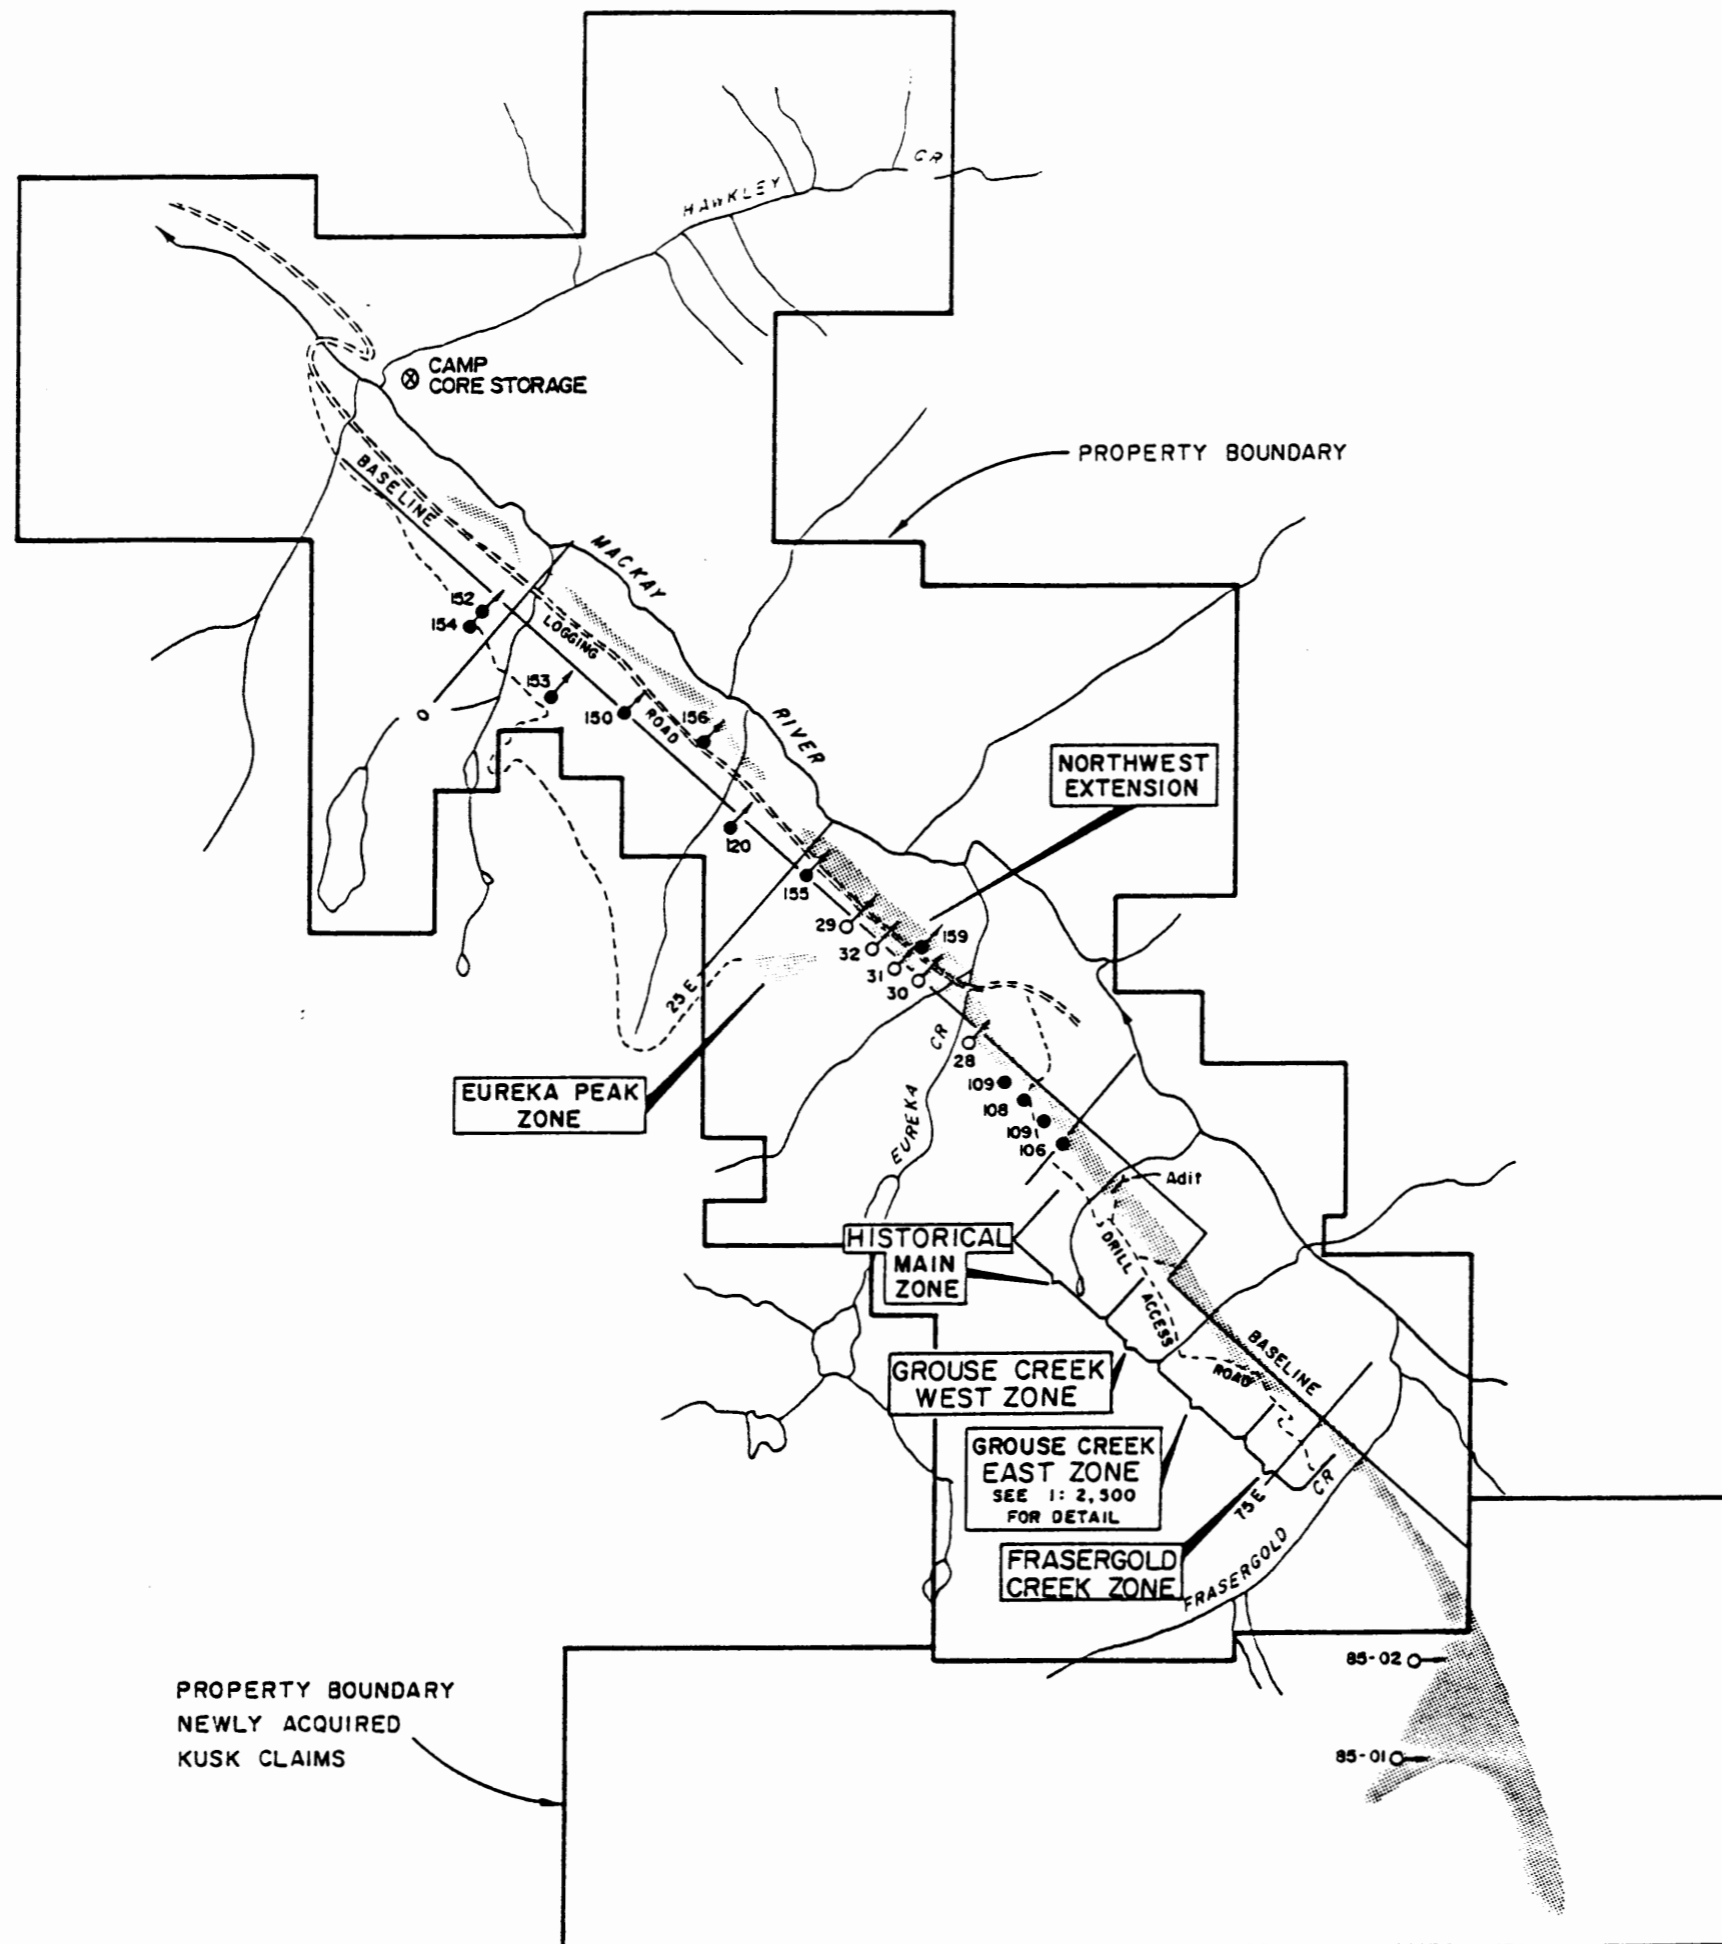 CR
HAWKLEY
CAMP
CORE STORAGE
PROPERTY BOUNDARY
BASELINE
MACKAY
152
154
LOGGING
153
150
ROAD
156
RIVER
0
NORTHWEST
EXTENSION
120
155
29
159
32
31
30
25 E
CR
28
EUREKA PEAK
ZONE
109
108
109
106
EUREKA
Adit
HISTORICAL
MAIN
ZONE
DRILL
ACCESS
ROAD
BASELINE
GROUSE CREEK
WEST ZONE
GROUSE CREEK
EAST ZONE
SEE 1: 2,500
FOR DETAIL
75 E
CR
FRASERGOLD
CREEK ZONE
FRASERGOLD
85-02
PROPERTY BOUNDARY
NEWLY ACQUIRED
KUSK CLAIMS
85-01